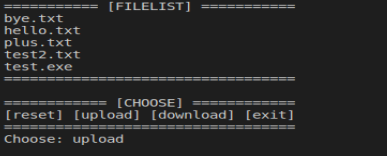 =========== [FILELIST] ===========
bye.txt
hello.txt
plus.txt
test2.txt
test.exe
==================================
============ [CHOOSE] ============
[reset] [upload] [download] [exit]
==================================
Choose: upload